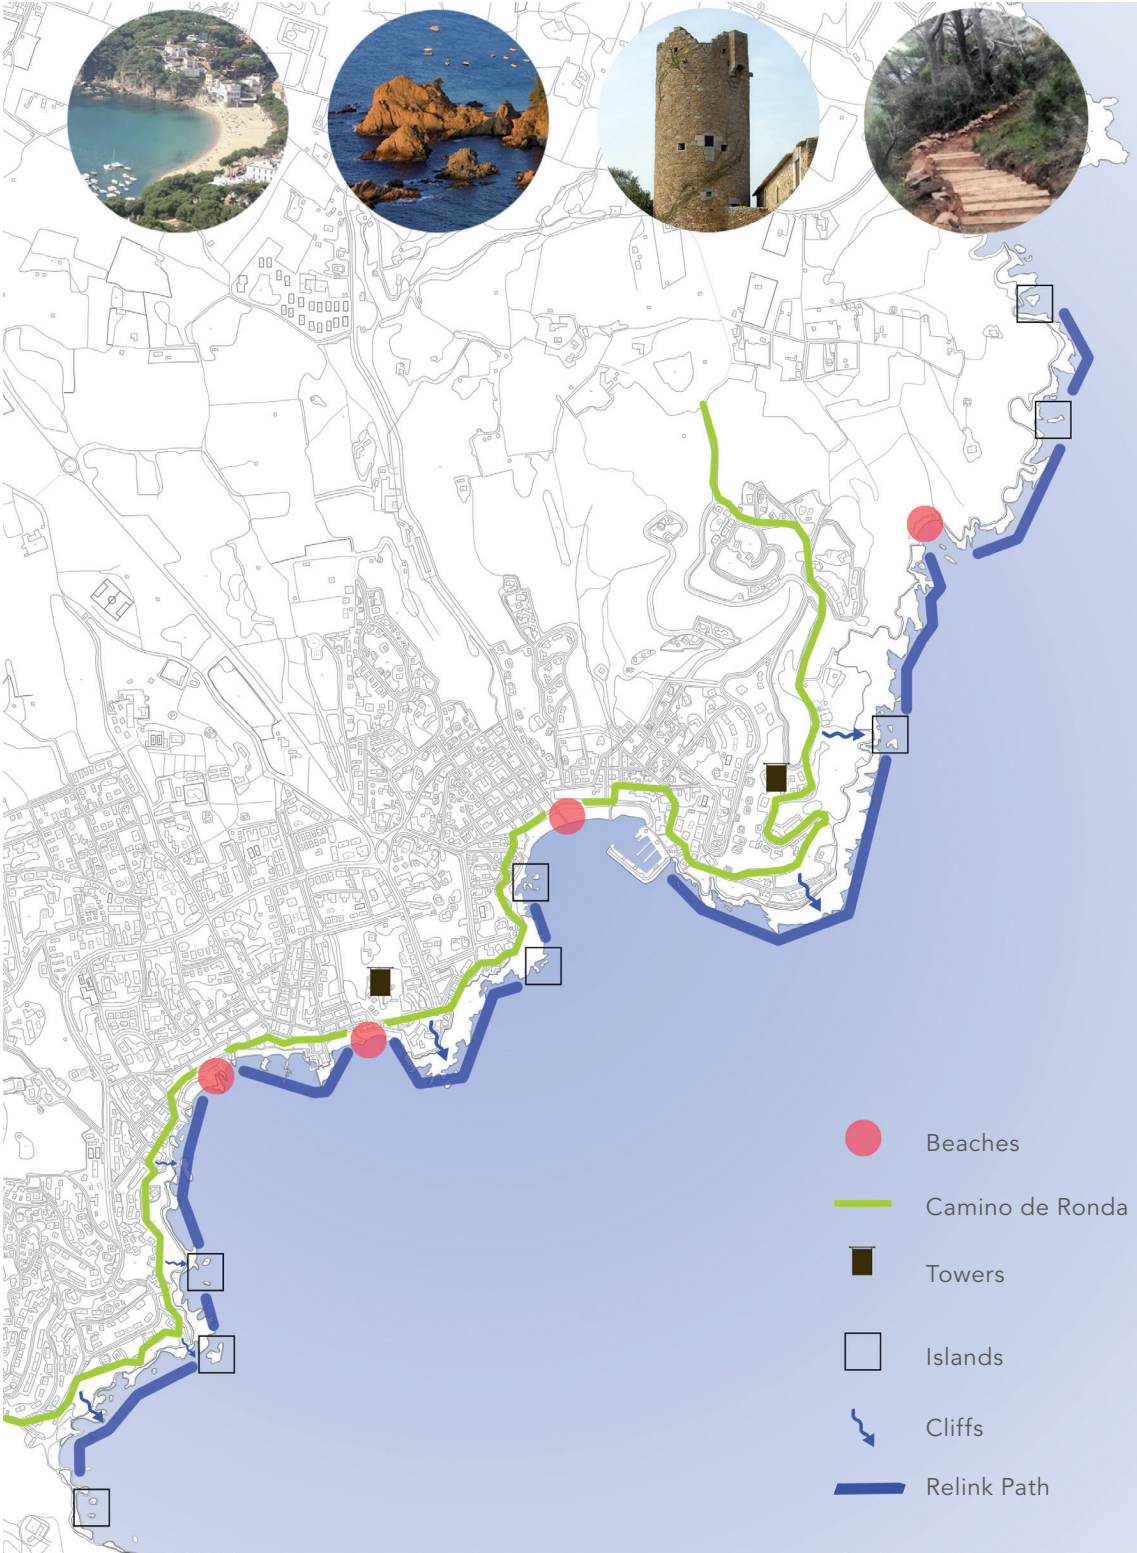 Beaches
Camino de Ronda
Towers
Islands
Cliffs
Relink Path